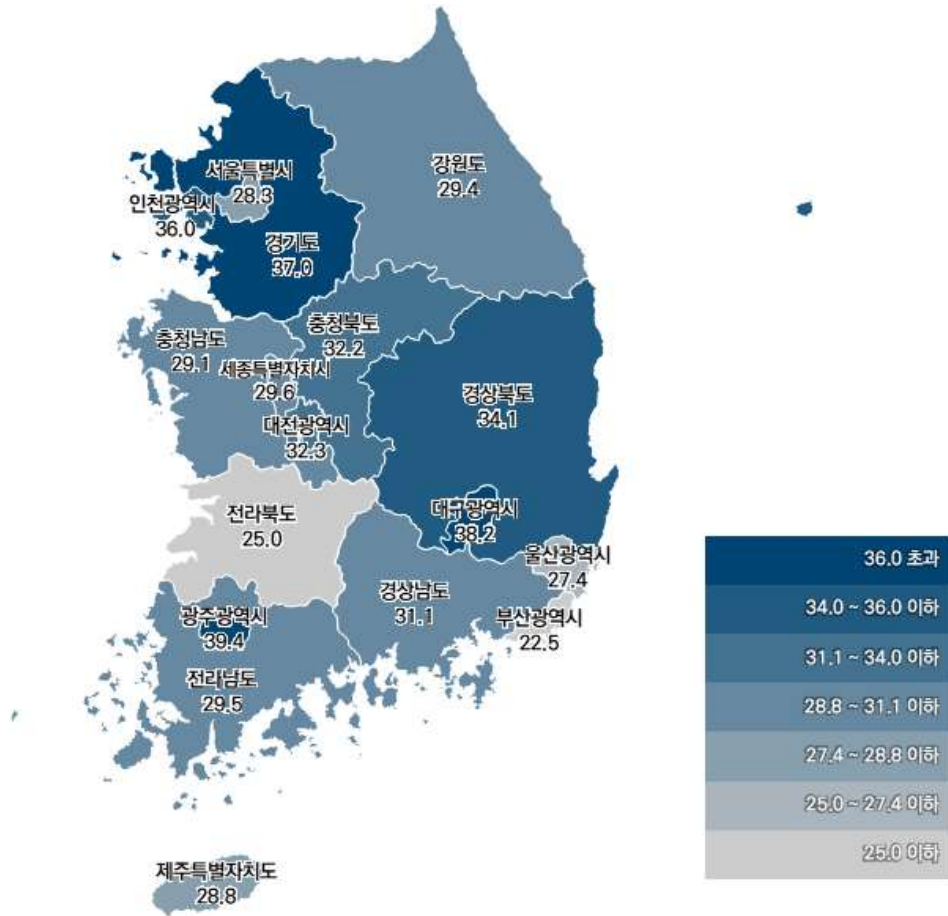 서울특별시
28.3
강원도
29.4
인천광역시
36.0
경기도
37.0
충청남도
29.1
충청북도
32.2
세종특별자치시
29.6
대전광역시
32.3
경상북도
34.1
대구광역시
38.2
전라북도
25.0
울산광역시
27.4
경상남도
31.1
부산광역시
22.5
광주광역시
39.4
전라남도
29.5
제주특별자치도
28.8
36.0 초과
34.0 ~ 36.0 이하
31.1 ~ 34.0 이하
28.8 ~ 31.1 이하
27.4 ~ 28.8 이하
25.0 ~ 27.4 이하
25.0 이하